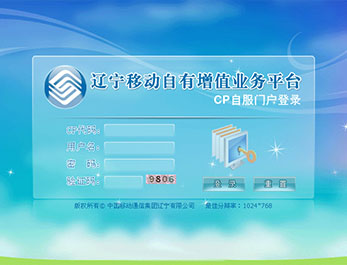 辽宁移动自有增值业务平台
CP自服门户登录
CP代码:
用户名:
密 码:
验证码: 9806
登 录 重 置
版权所有© 中国移动通信集团辽宁有限公司 最佳分辨率:1024*768